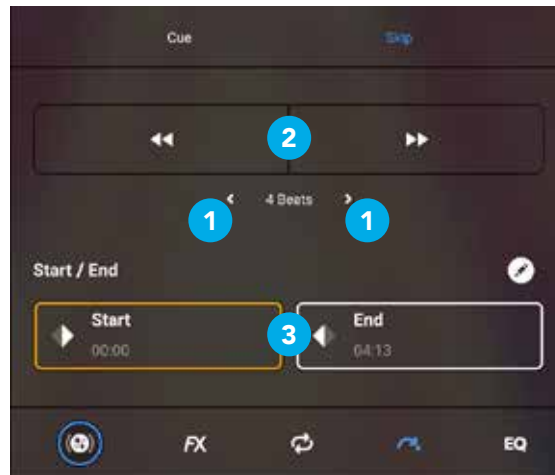 Cue Skip
2
1 4 Beats 1
Start / End
Start 3 End
00:00 04:13
FX EQ